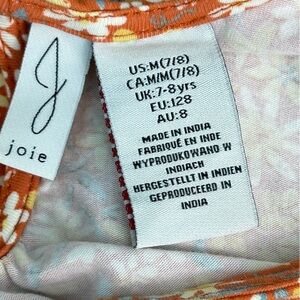 joie
US:M(7/8)
CA:M/M(7/8)
UK:7-8yrs
EU:128
AU:8
MADE IN INDIA
FABRIQUÉ EN INDE
WYPRODUKOWANO W
INDIACH
HERGESTELLT IN INDIEN
GEPRODUCEERD IN
INDIA